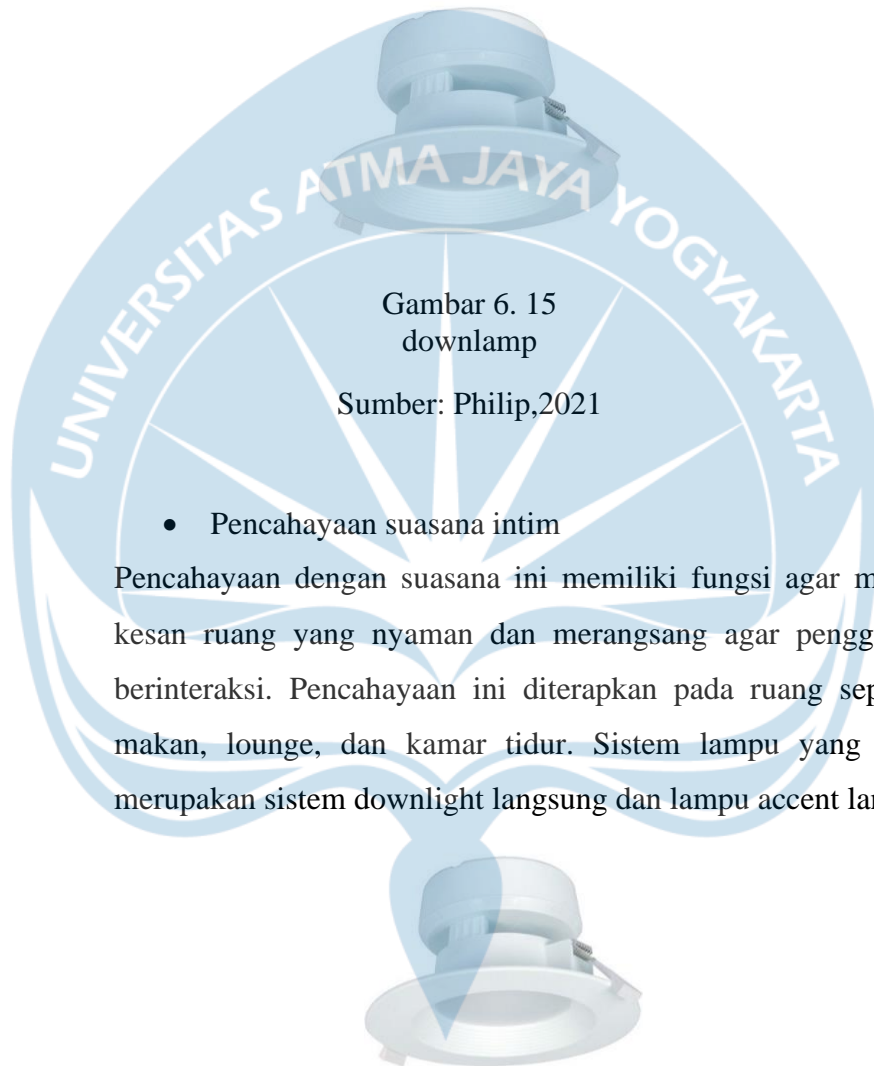 UNIVERSITAS ATMA JAYA YOGYAKARTA
Gambar 6. 15
downlamp
Sumber: Philip,2021
• Pencahayaan suasana intim
Pencahayaan dengan suasana ini memiliki fungsi agar m
kesan ruang yang nyaman dan merangsang agar pengg
berinteraksi. Pencahayaan ini diterapkan pada ruang sep
makan, lounge, dan kamar tidur. Sistem lampu yang
merupakan sistem downlight langsung dan lampu accent lan